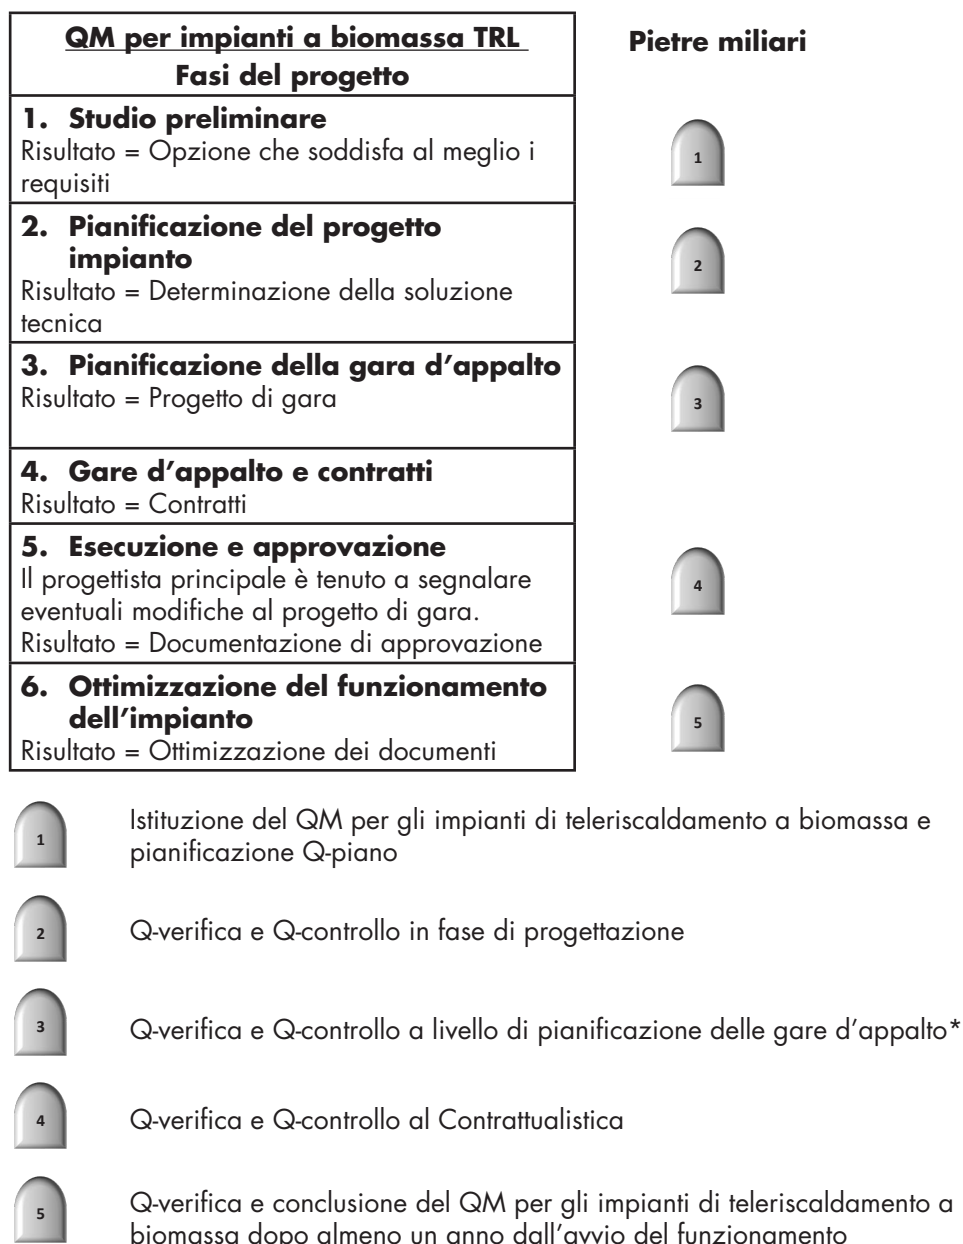 QM per impianti a biomassa TRL
Fasi del progetto
Pietre miliari
1. Studio preliminare
Risultato = Opzione che soddisfa al meglio i
requisiti
1
2. Pianificazione del progetto
impianto
Risultato = Determinazione della soluzione
tecnica
2
3. Pianificazione della gara d'appalto
Risultato = Progetto di gara
3
4. Gare d'appalto e contratti
Risultato = Contratti
5. Esecuzione e approvazione
Il progettista principale è tenuto a segnalare
eventuali modifiche al progetto di gara.
Risultato = Documentazione di approvazione
4
6. Ottimizzazione del funzionamento
dell'impianto
Risultato = Ottimizzazione dei documenti
5
1 Istituzione del QM per gli impianti di teleriscaldamento a biomassa e
pianificazione Q-piano
2 Q-verifica e Q-controllo in fase di progettazione
3 Q-verifica e Q-controllo a livello di pianificazione delle gare d'appalto*
4 Q-verifica e Q-controllo al Contrattualistica
5 Q-verifica e conclusione del QM per gli impianti di teleriscaldamento a
biomassa dopo almeno un anno dall'avvio del funzionamento